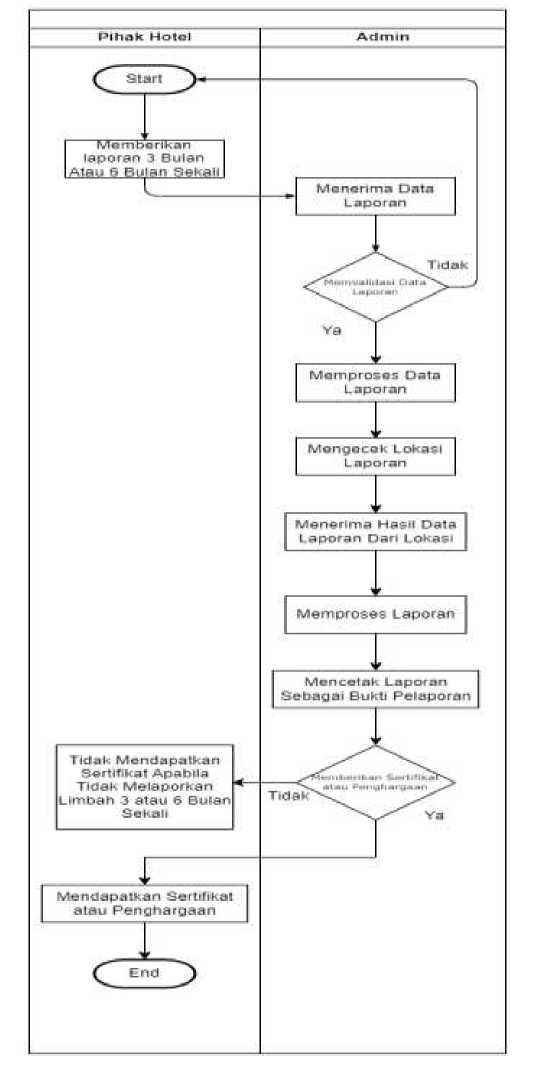 Pihak Hotel
Admin
Start
Memberikan
laporan 3 Bulan
Atau 6 Bulan Sekali
Menerima Data
Laporan
Tidak
Memvalidasi Data
Laporan
Ya
Memproses Data
Laporan
Mengecek Lokasi
Laporan
Menerima Hasil Data
Laporan Dari Lokasi
Memproses Laporan
Mencetak Laporan
Sebagai Bukti Pelaporan
Memberikan Sertifikat
atau Penghargaan
Tidak
Ya
Tidak Mendapatkan
Sertifikat Apabila
Tidak Melaporkan
Limbah 3 atau 6 Bulan
Sekali
Mendapatkan Sertifikat
atau Penghargaan
End